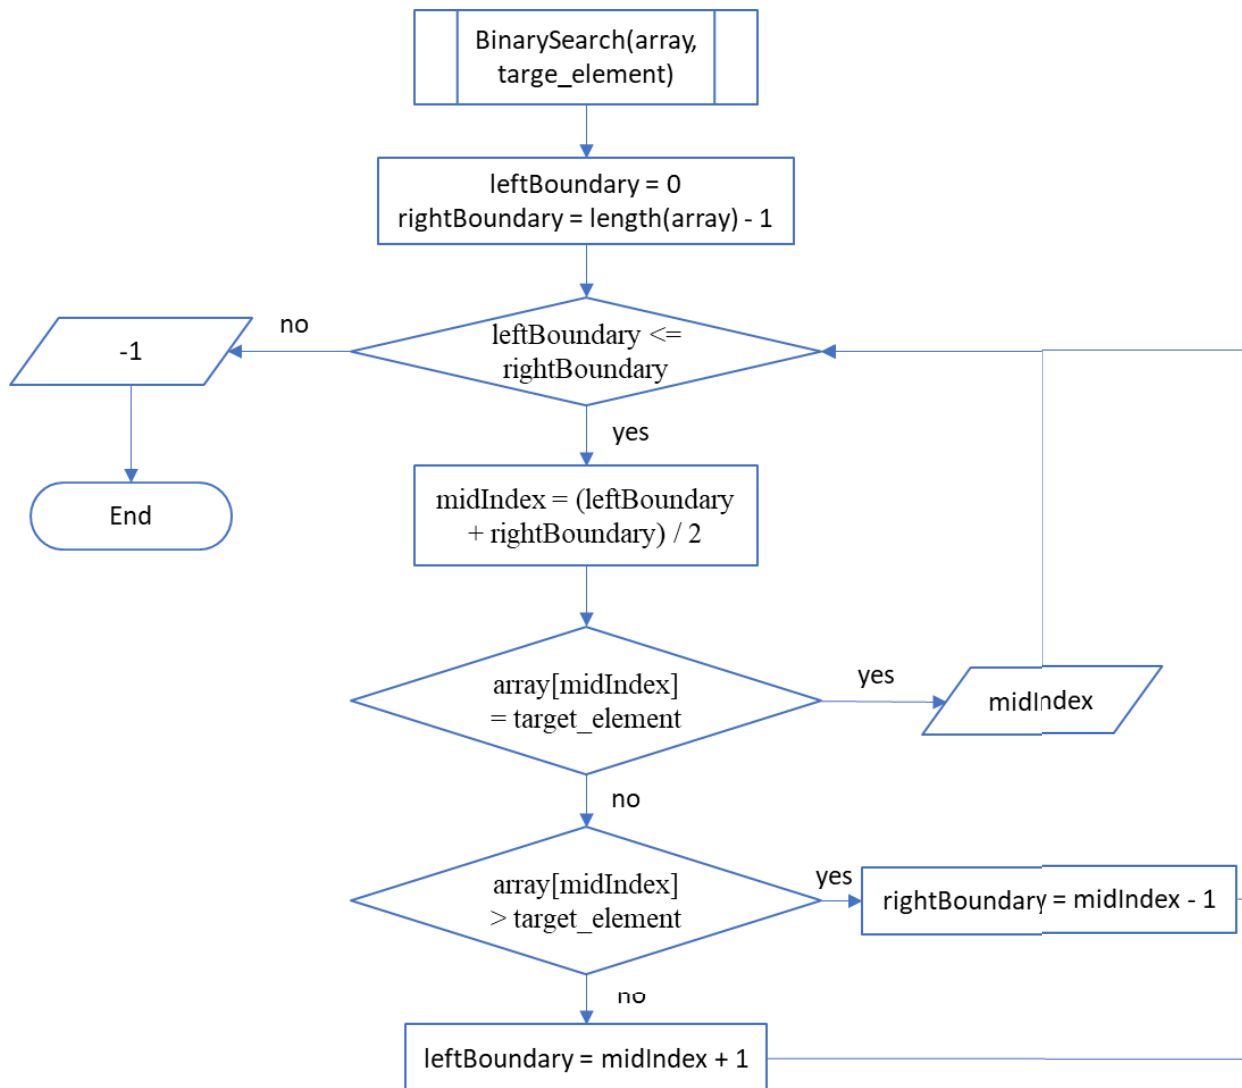 BinarySearch(array,
targe_element)
leftBoundary = 0
rightBoundary = length(array) - 1
no
-1
leftBoundary <=
rightBoundary
yes
End
midIndex = (leftBoundary
+ rightBoundary) / 2
array[midIndex]
= target_element
yes
midIndex
no
array[midIndex]
> target_element
yes
rightBoundary = midIndex - 1
no
leftBoundary = midIndex + 1